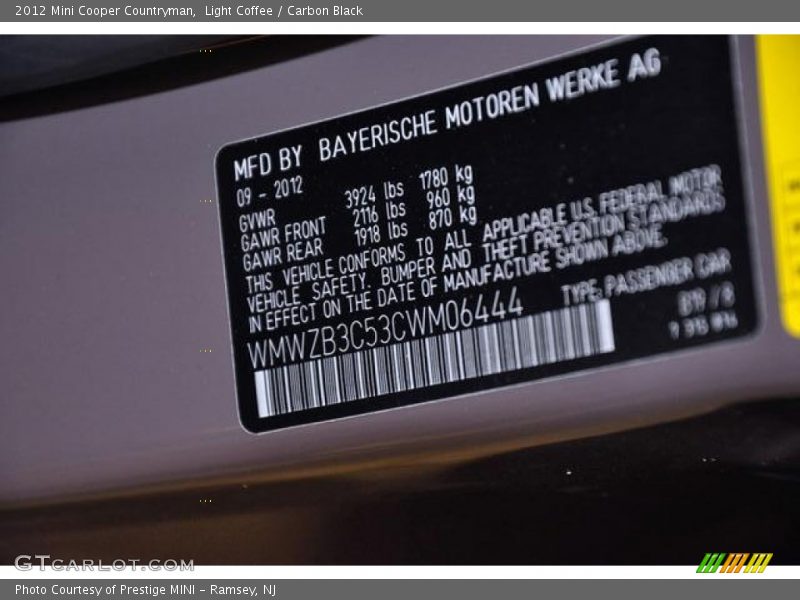 2012 Mini Cooper Countryman, Light Coffee / Carbon Black
MFD BY BAYERISCHE MOTOREN WERKE AG
09 - 2012
GVWR 3924 lbs 1780 kg
GAWR FRONT 2116 lbs 960 kg
GAWR REAR 1918 lbs 870 kg
THIS VEHICLE CONFORMS TO ALL APPLICABLE U.S. FEDERAL MOTOR
VEHICLE SAFETY, BUMPER AND THEFT PREVENTION STANDARDS
IN EFFECT ON THE DATE OF MANUFACTURE SHOWN ABOVE.
WMWZB3C53CWM06444 TYPE: PASSENGER CAR
GTCARLOT.COM
Photo Courtesy of Prestige MINI - Ramsey, NJ